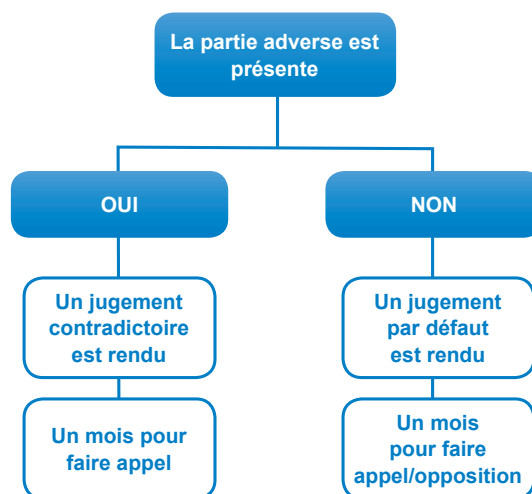 La partie adverse est
présente
OUI
NON
Un jugement
contradictoire
est rendu
Un jugement
par défaut
est rendu
Un mois pour
faire appel
Un mois
pour faire
appel/opposition